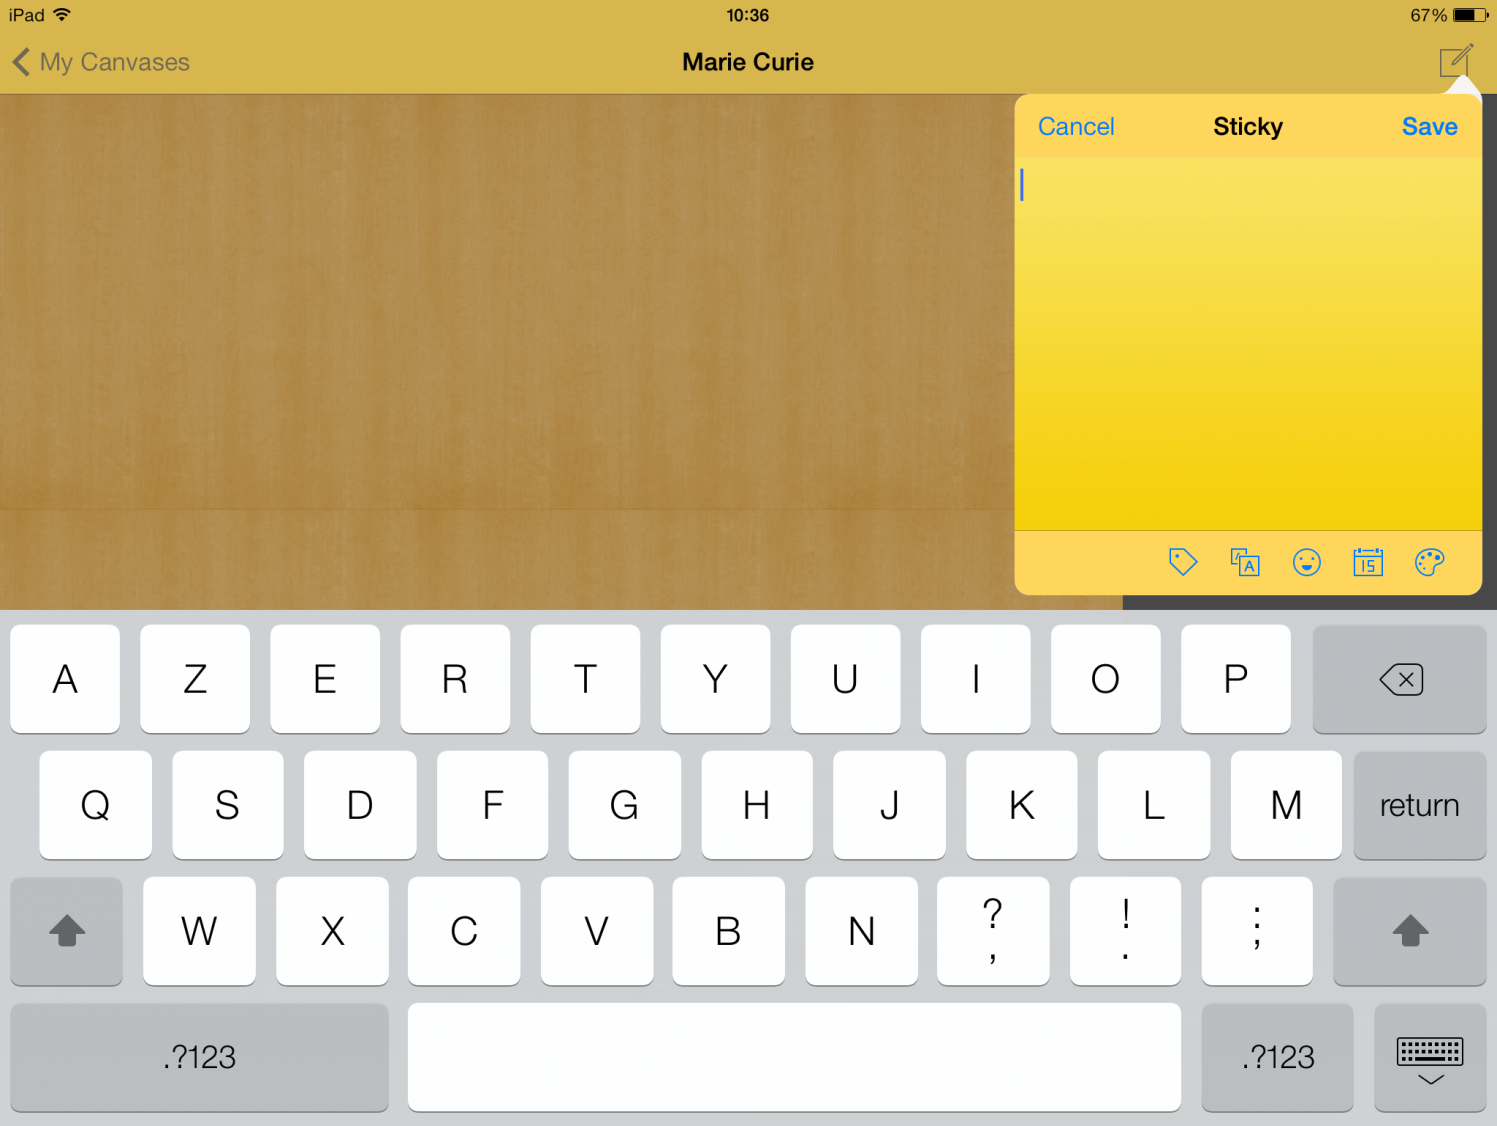 iPad 10:36 67%
My Canvases Marie Curie
Cancel Sticky Save
A 15
A Z E R T Y U I O P
Q S D F G H J K L M return
W X C V B N ? , ! . : ;
.?123 .?123